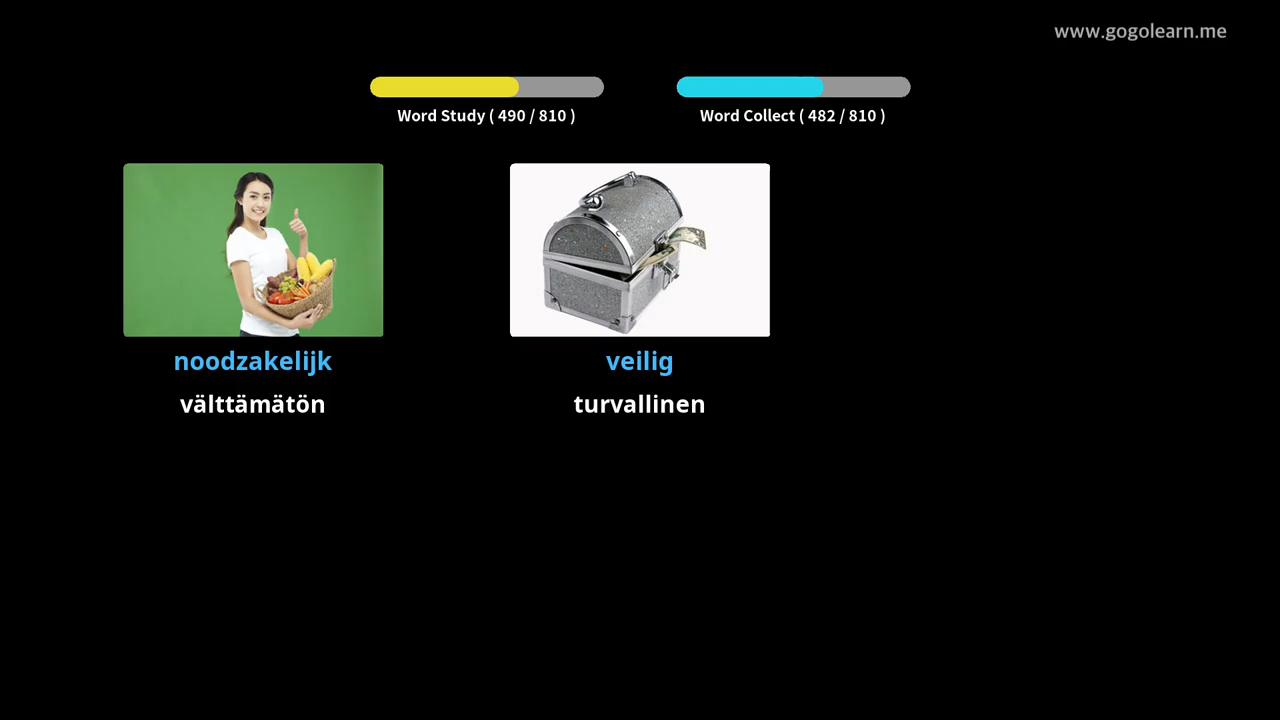 www.gogolearn.me
Word Study ( 490 / 810 )
Word Collect ( 482 / 810 )
noodzakelijk
välttämätön
veilig
turvallinen